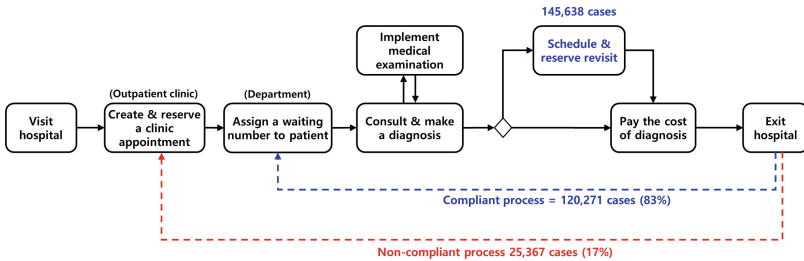 145,638 cases
Implement
medical
examination
Schedule &
reserve revisit
(Outpatient clinic)
(Department)
Visit
hospital
Create & reserve
a clinic
appointment
Assign a waiting
number to patient
Consult & make
a diagnosis
Pay the cost
of diagnosis
Exit
hospital
Compliant process = 120,271 cases (83%)
Non-compliant process 25,367 cases (17%)